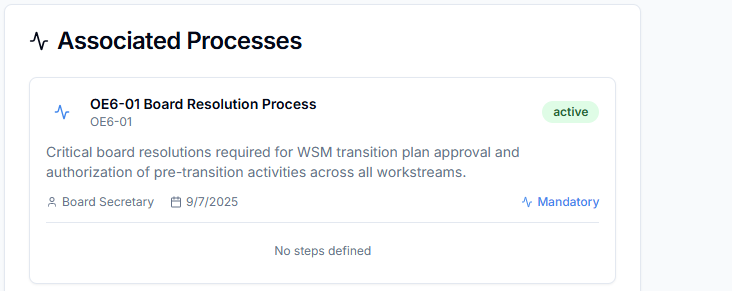 Associated Processes
OE6-01 Board Resolution Process
OE6-01
active
Critical board resolutions required for WSM transition plan approval and
authorization of pre-transition activities across all workstreams.
Board Secretary 9/7/2025 Mandatory
No steps defined